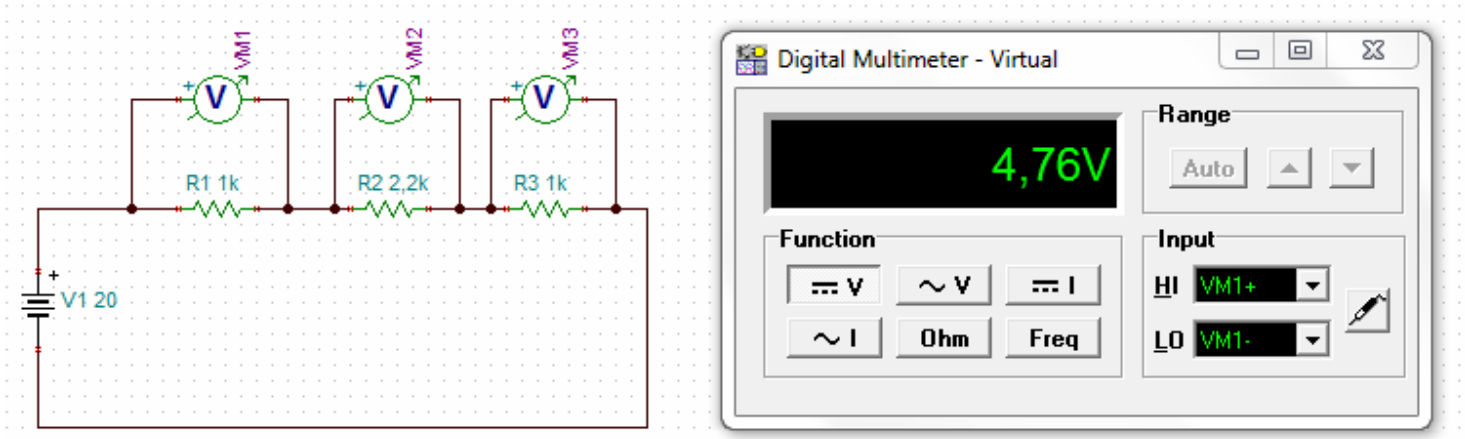 VM1
VM2
VM3
+
V
+
V
+
V
R1 1k
R2 2,2k
R3 1k
+
V1 20
Digital Multimeter - Virtual
4,76V
Range
Auto
Function
V
V
I
I
Ohm
Freq
Input
HI
VM1+
LO
VM1-